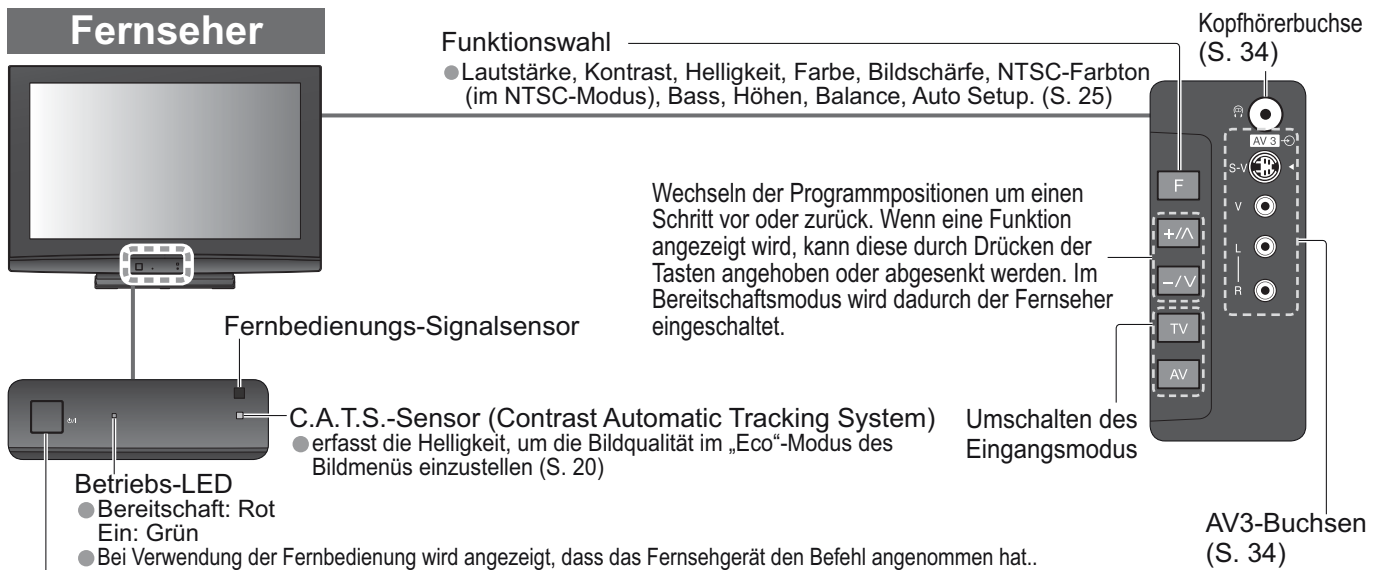 Fernseher
Funktionswahl
●Lautstärke, Kontrast, Helligkeit, Farbe, Bildschärfe, NTSC-Farbton
(im NTSC-Modus), Bass, Höhen, Balance, Auto Setup. (S. 25)
Kopfhörerbuchse
(S. 34)
Wechseln der Programmpositionen um einen
Schritt vor oder zurück. Wenn eine Funktion
angezeigt wird, kann diese durch Drücken der
Tasten angehoben oder abgesenkt werden. Im
Bereitschaftsmodus wird dadurch der Fernseher
eingeschaltet.
AV 3
S-V
V
L
R
F
+/∧
−/∨
TV
AV
Umschalten des
Eingangsmodus
AV3-Buchsen
(S. 34)
Fernbedienungs-Signalsensor
C.A.T.S.-Sensor (Contrast Automatic Tracking System)
●erfasst die Helligkeit, um die Bildqualität im „Eco“-Modus des
Bildmenüs einzustellen (S. 20)
Betriebs-LED
●Bereitschaft: Rot
Ein: Grün
●Bei Verwendung der Fernbedienung wird angezeigt, dass das Fernsehgerät den Befehl angenommen hat..